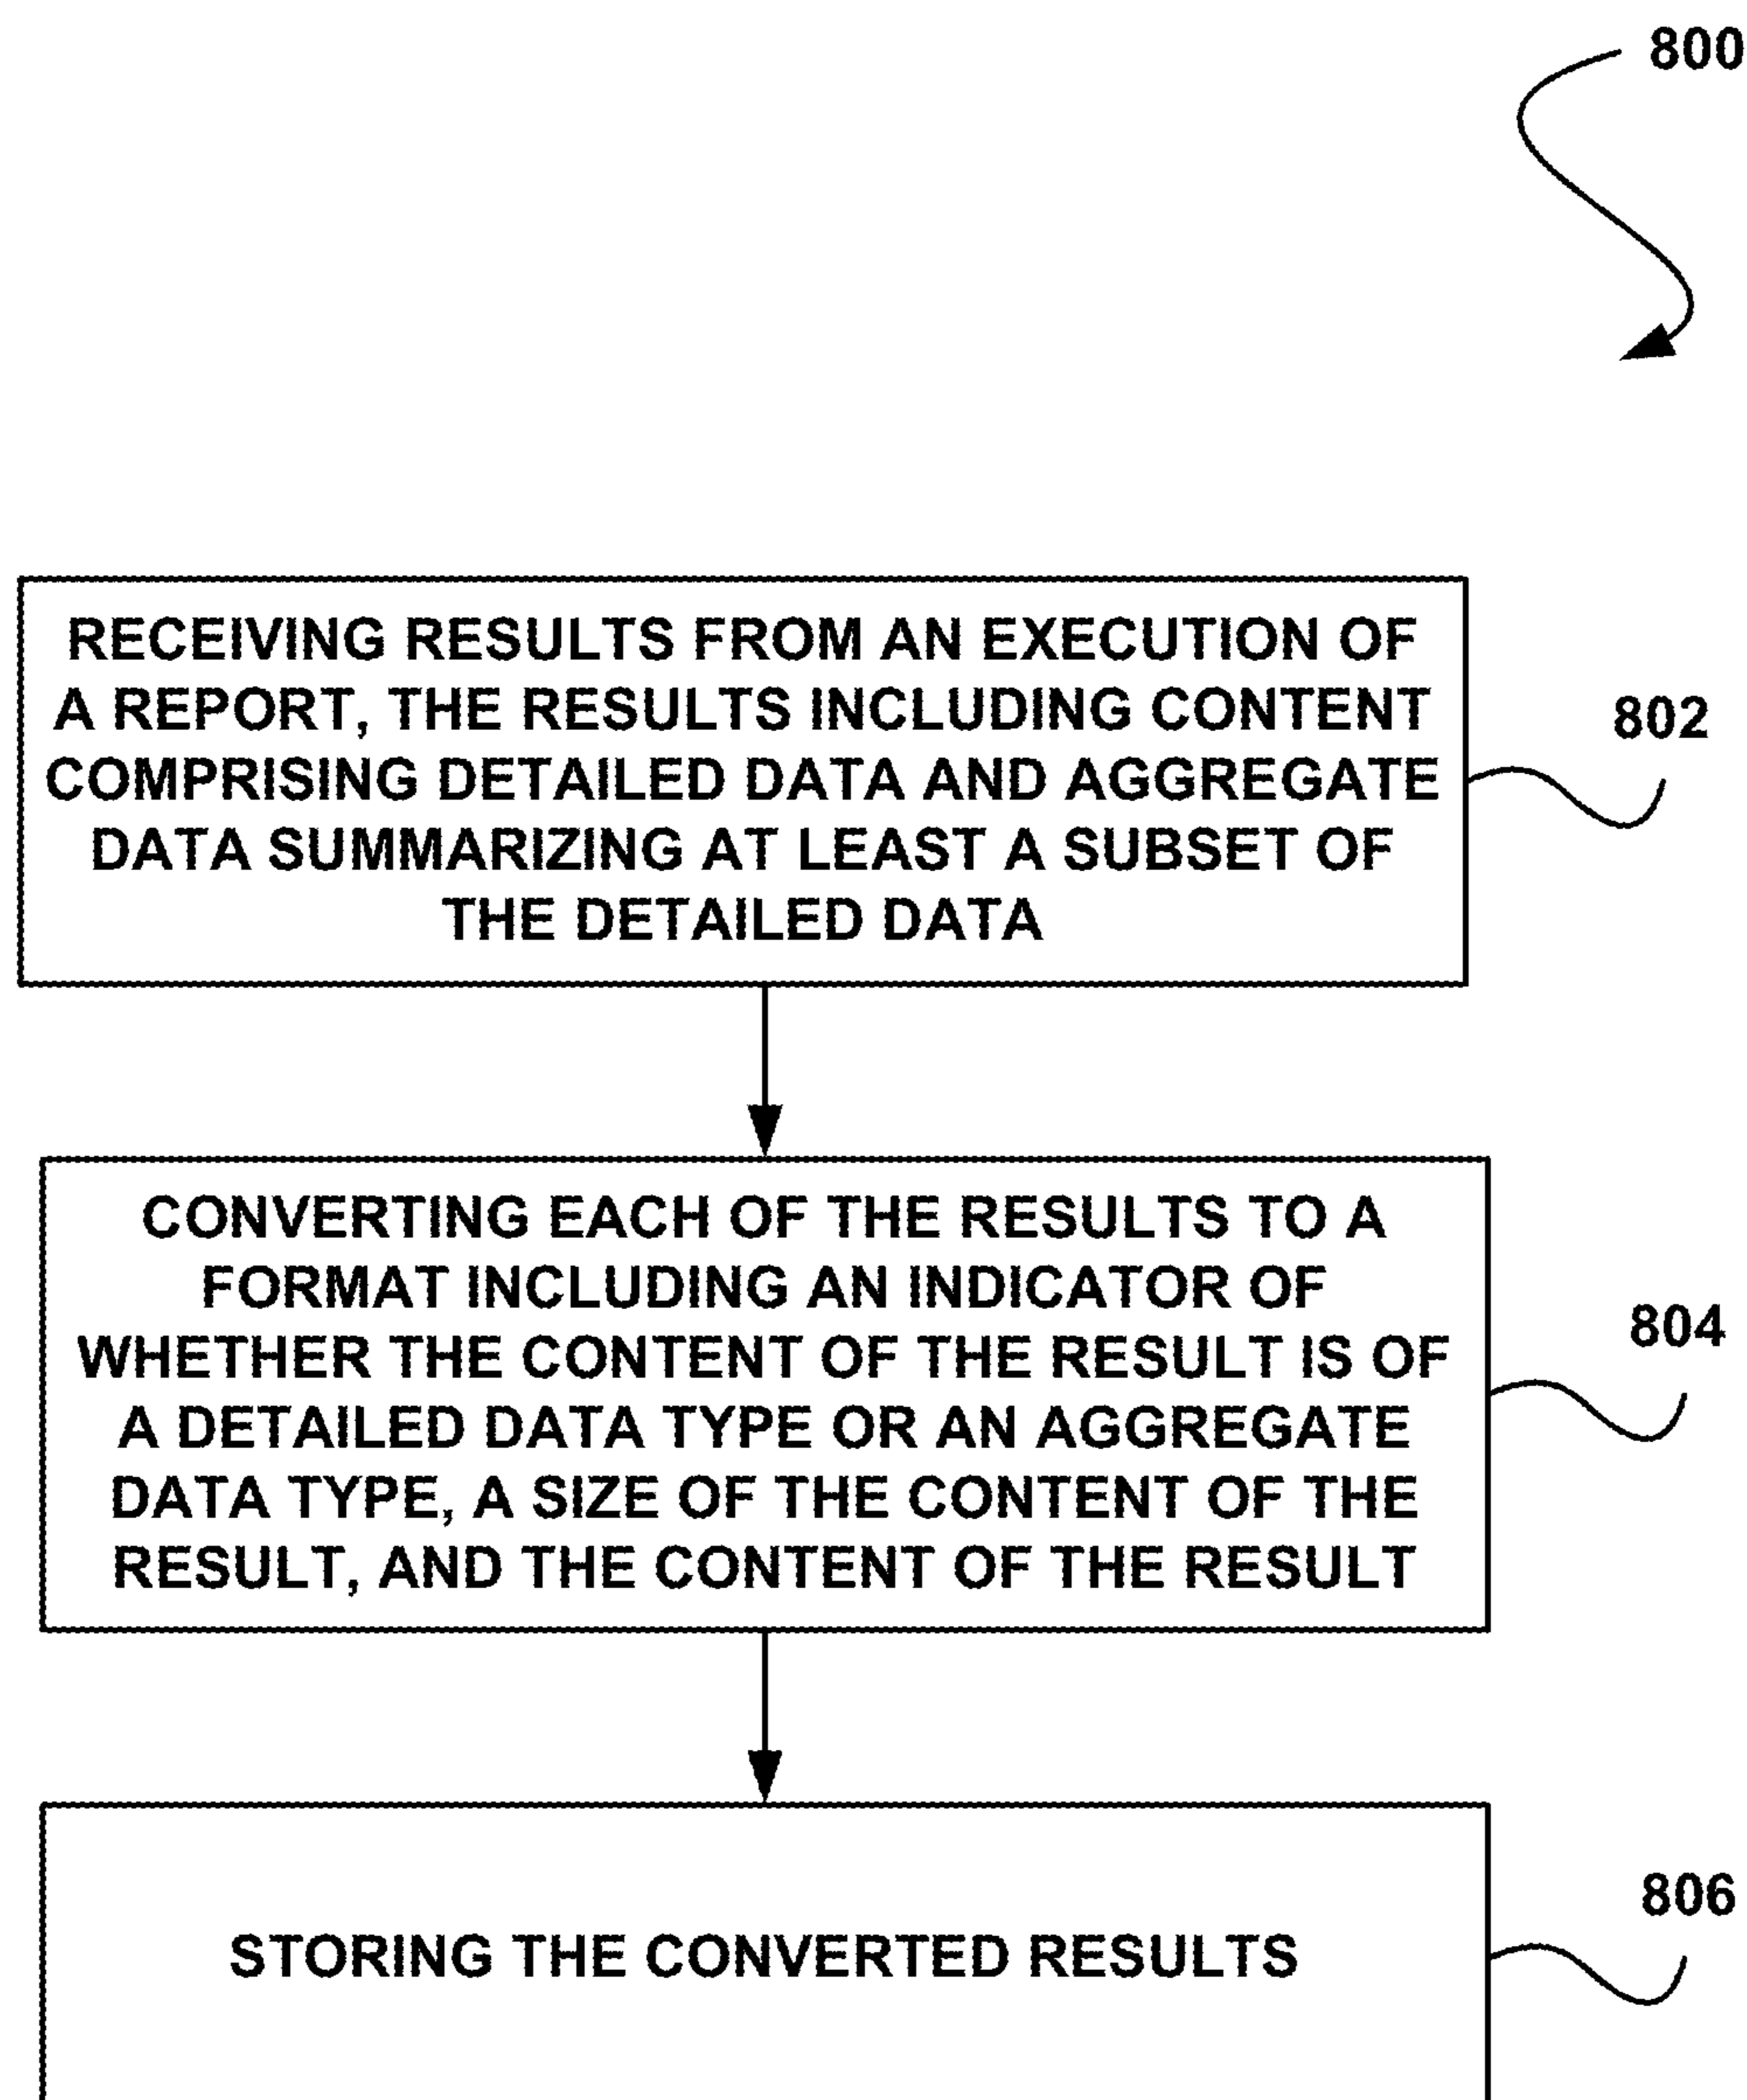 800
RECEIVING RESULTS FROM AN EXECUTION OF
A REPORT, THE RESULTS INCLUDING CONTENT
COMPRISING DETAILED DATA AND AGGREGATE
DATA SUMMARIZING AT LEAST A SUBSET OF
THE DETAILED DATA
802
CONVERTING EACH OF THE RESULTS TO A
FORMAT INCLUDING AN INDICATOR OF
WHETHER THE CONTENT OF THE RESULT IS OF
A DETAILED DATA TYPE OR AN AGGREGATE
DATA TYPE, A SIZE OF THE CONTENT OF THE
RESULT, AND THE CONTENT OF THE RESULT
804
STORING THE CONVERTED RESULTS
806